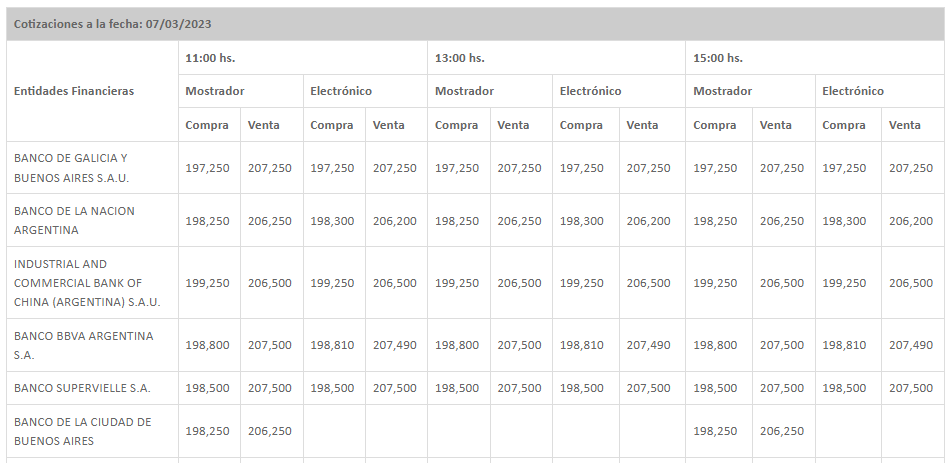 Cotizaciones a la fecha: 07/03/2023
Entidades Financieras
11:00 hs. 13:00 hs. 15:00 hs.
Mostrador Electrónico Mostrador Electrónico Mostrador Electrónico
Compra Venta Compra Venta Compra Venta Compra Venta Compra Venta Compra Venta
BANCO DE GALICIA Y
BUENOS AIRES S.A.U.
197,250 207,250 197,250 207,250 197,250 207,250 197,250 207,250 197,250 207,250 197,250 207,250
BANCO DE LA NACION
ARGENTINA
198,250 206,250 198,300 206,200 198,250 206,250 198,300 206,200 198,250 206,250 198,300 206,200
INDUSTRIAL AND
COMMERCIAL BANK OF
CHINA (ARGENTINA) S.A.U.
199,250 206,500 199,250 206,500 199,250 206,500 199,250 206,500 199,250 206,500 199,250 206,500
BANCO BBVA ARGENTINA
S.A.
198,800 207,500 198,810 207,490 198,800 207,500 198,810 207,490 198,800 207,500 198,810 207,490
BANCO SUPERVIELLE S.A.
198,500 207,500 198,500 207,500 198,500 207,500 198,500 207,500 198,500 207,500 198,500 207,500
BANCO DE LA CIUDAD DE
BUENOS AIRES
198,250 206,250 198,250 206,250